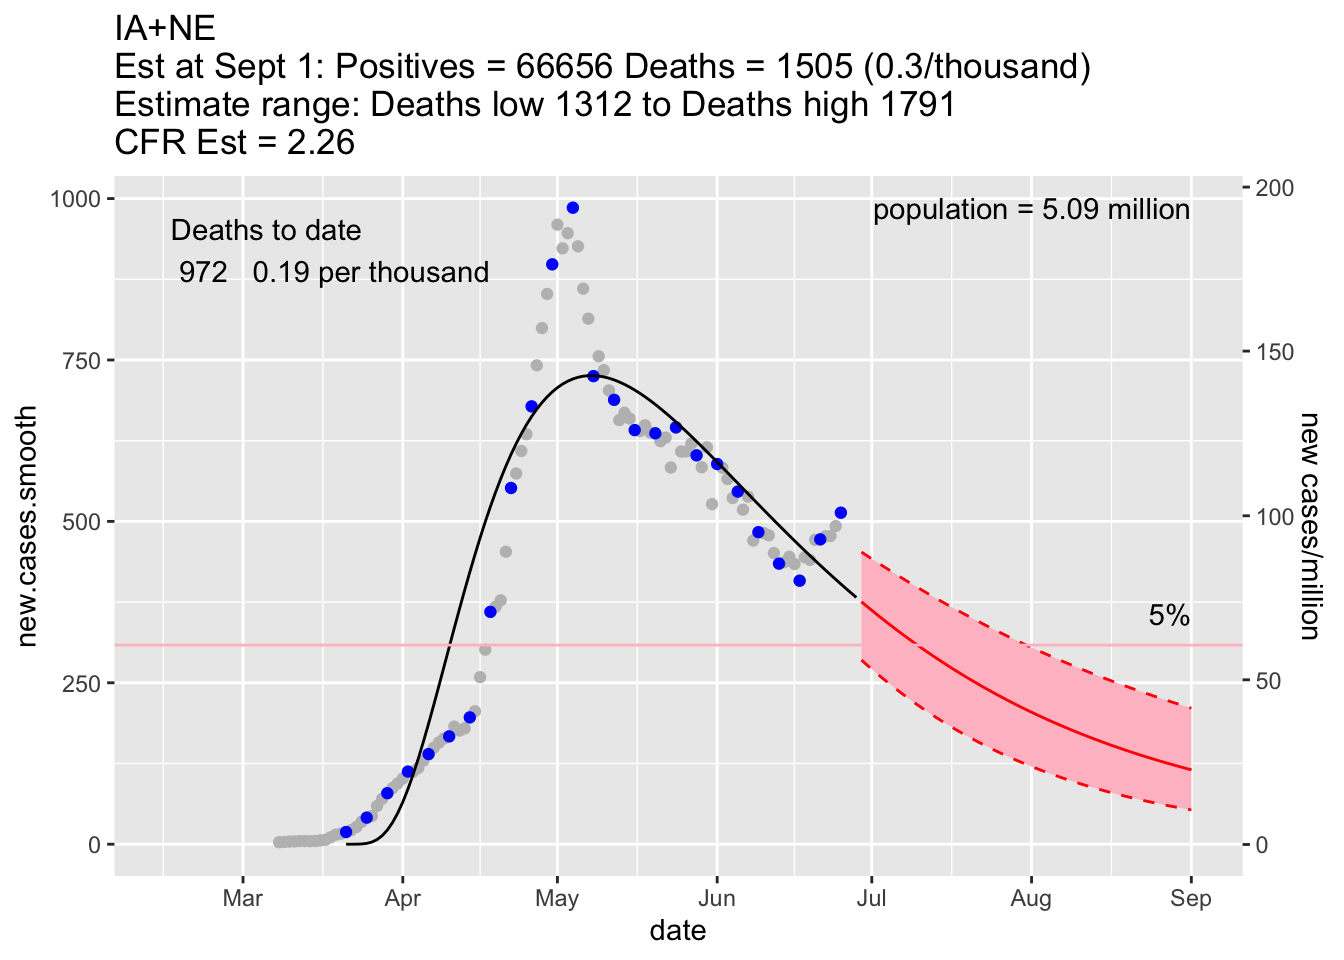 IA+NE
Est at Sept 1: Positives = 66656 Deaths = 1505 (0.3/thousand)
Estimate range: Deaths low 1312 to Deaths high 1791
CFR Est = 2.26
Deaths to date
972 0.19 per thousand
population = 5.09 million
5%
1000
750
500
250
0
new.cases.smooth
200
150
100
50
0
new cases/million
Mar Apr May Jun Jul Aug Sep
date